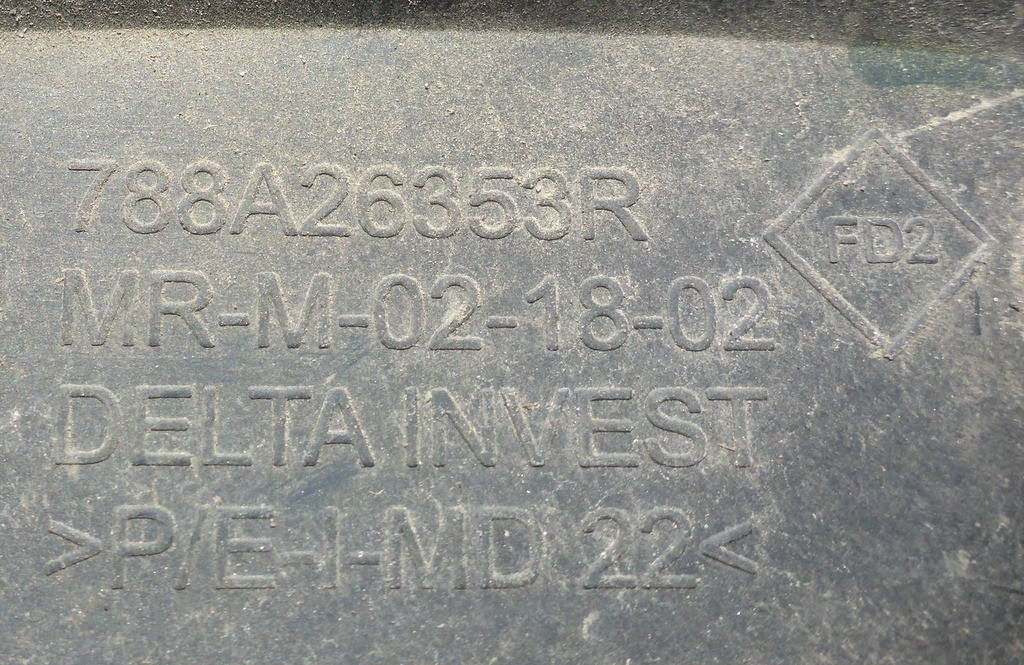 788A26353R
FD2
MR-M-02-18-02
1
DELTA INVEST
>P/E-I-MD 22<